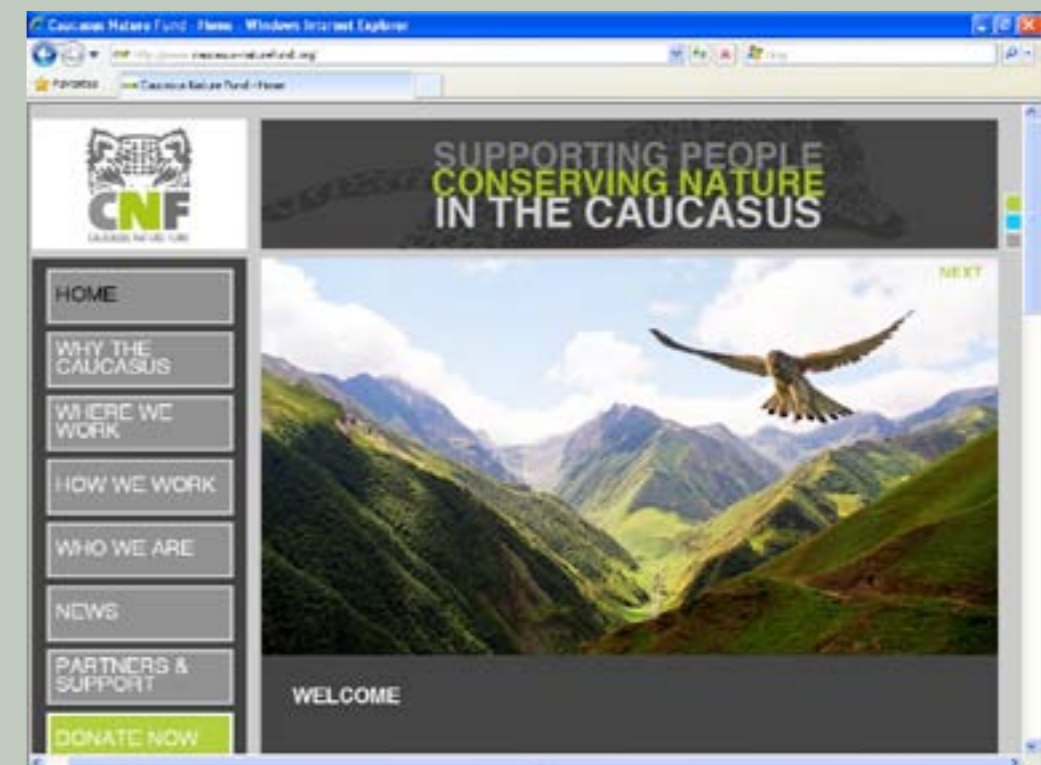 Caucasus Nature Fund - Home - Windows Internet Explorer
Favorites
Caucasus Nature Fund - Home
CNF
SUPPORTING PEOPLE
CONSERVING NATURE
IN THE CAUCASUS
NEXT
HOME
WHY THE
CAUCASUS
WHERE WE
WORK
HOW WE WORK
WHO WE ARE
NEWS
PARTNERS &
SUPPORT
DONATE NOW
WELCOME